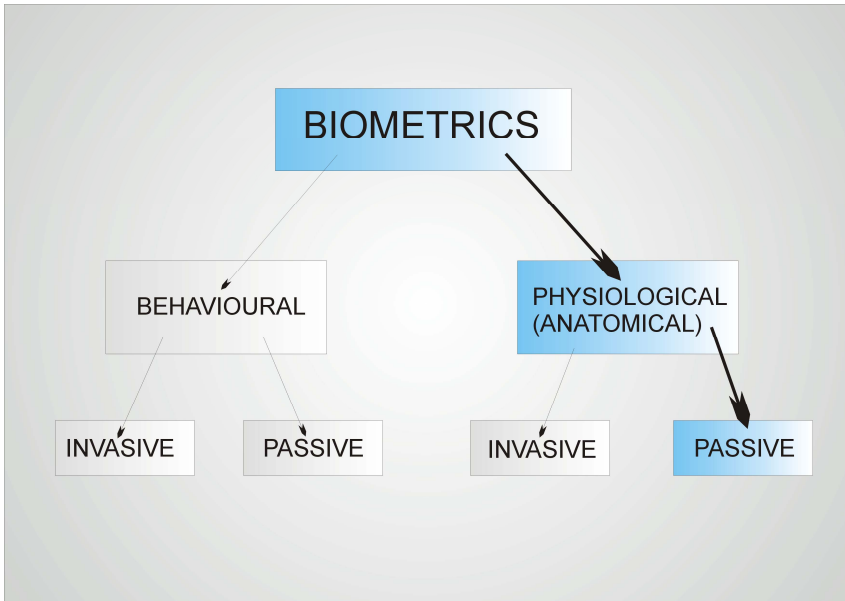 BIOMETRICS
BEHAVIOURAL
PHYSIOLOGICAL
(ANATOMICAL)
INVASIVE
PASSIVE
INVASIVE
PASSIVE